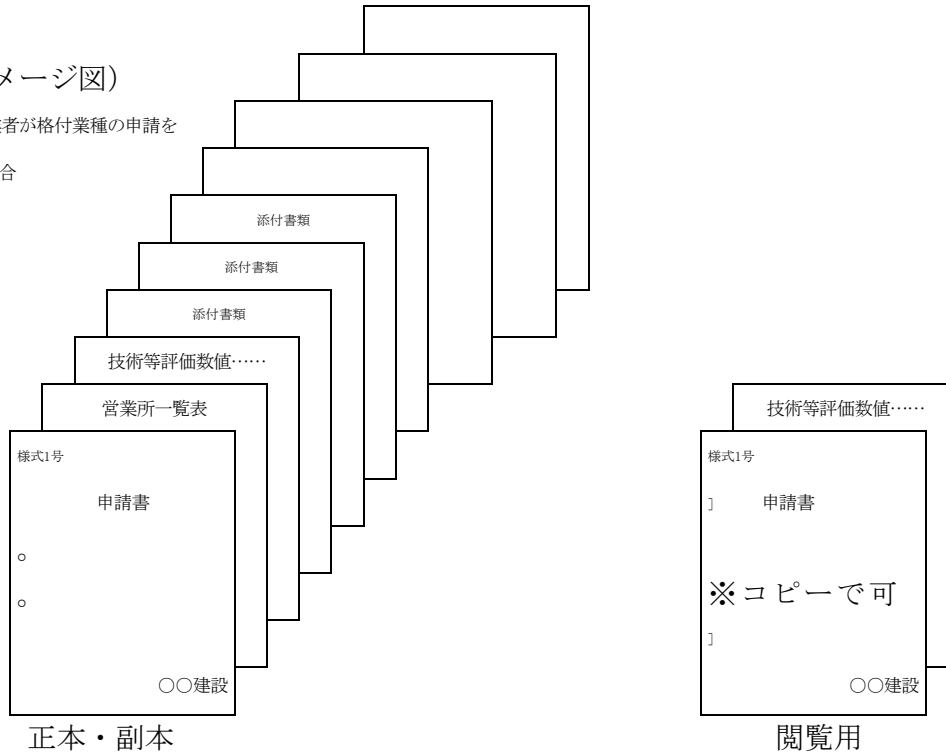 メージ図）
業者が格付業種の申請を
合
添付書類
添付書類
添付書類
技術等評価数値……
営業所一覧表
様式1号
申請書
○
○
○○建設
正本・副本
技術等評価数値……
様式1号
］ 申請書
※コピーで可
］
○○建設
閲覧用